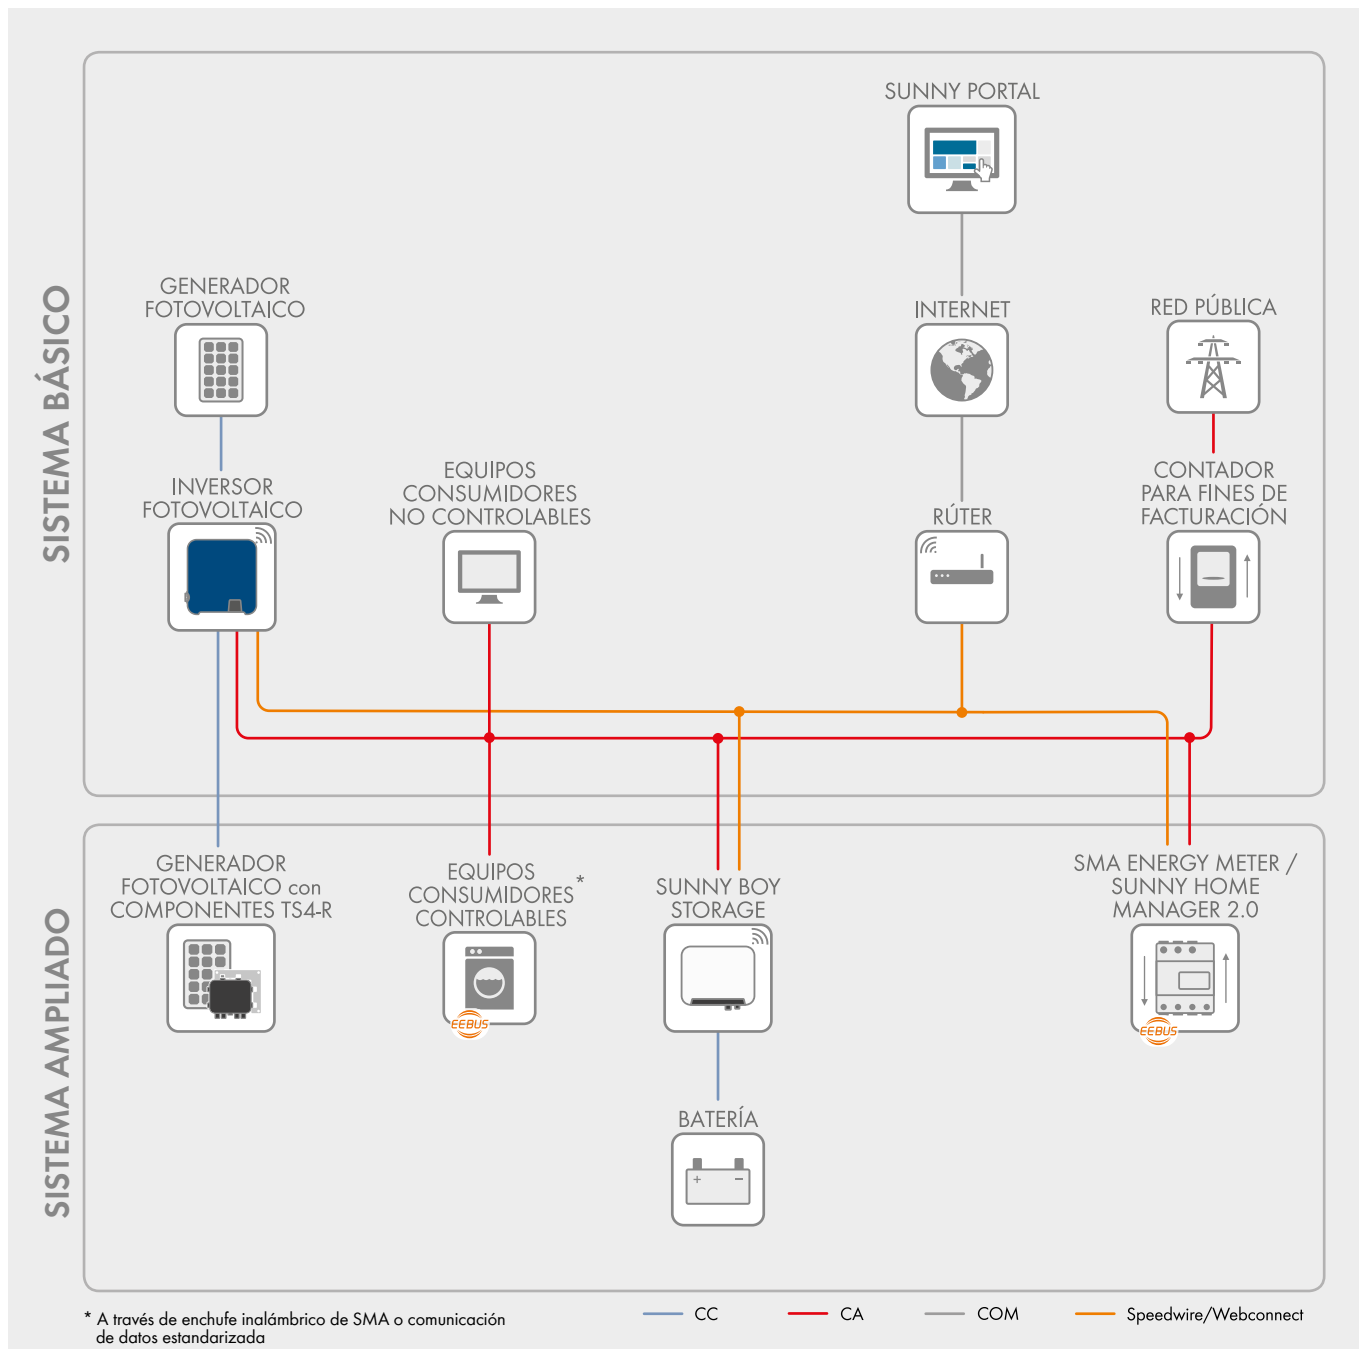 SISTEMA BÁSICO
SUNNY PORTAL
GENERADOR
FOTOVOLTAICO
INTERNET
RED PÚBLICA
INVERSOR
FOTOVOLTAICO
EQUIPOS
CONSUMIDORES
NO CONTROLABLES
RÚTER
CONTADOR
PARA FINES DE
FACTURACIÓN
SISTEMA AMPLIADO
GENERADOR
FOTOVOLTAICO con
COMPONENTES TS4-R
EQUIPOS
CONSUMIDORES*
CONTROLABLES
EEBUS
SUNNY BOY
STORAGE
SMA ENERGY METER /
SUNNY HOME
MANAGER 2.0
EEBUS
BATERÍA
+ −
* A través de enchufe inalámbrico de SMA o comunicación
de datos estandarizada
CC
CA
COM
Speedwire/Webconnect